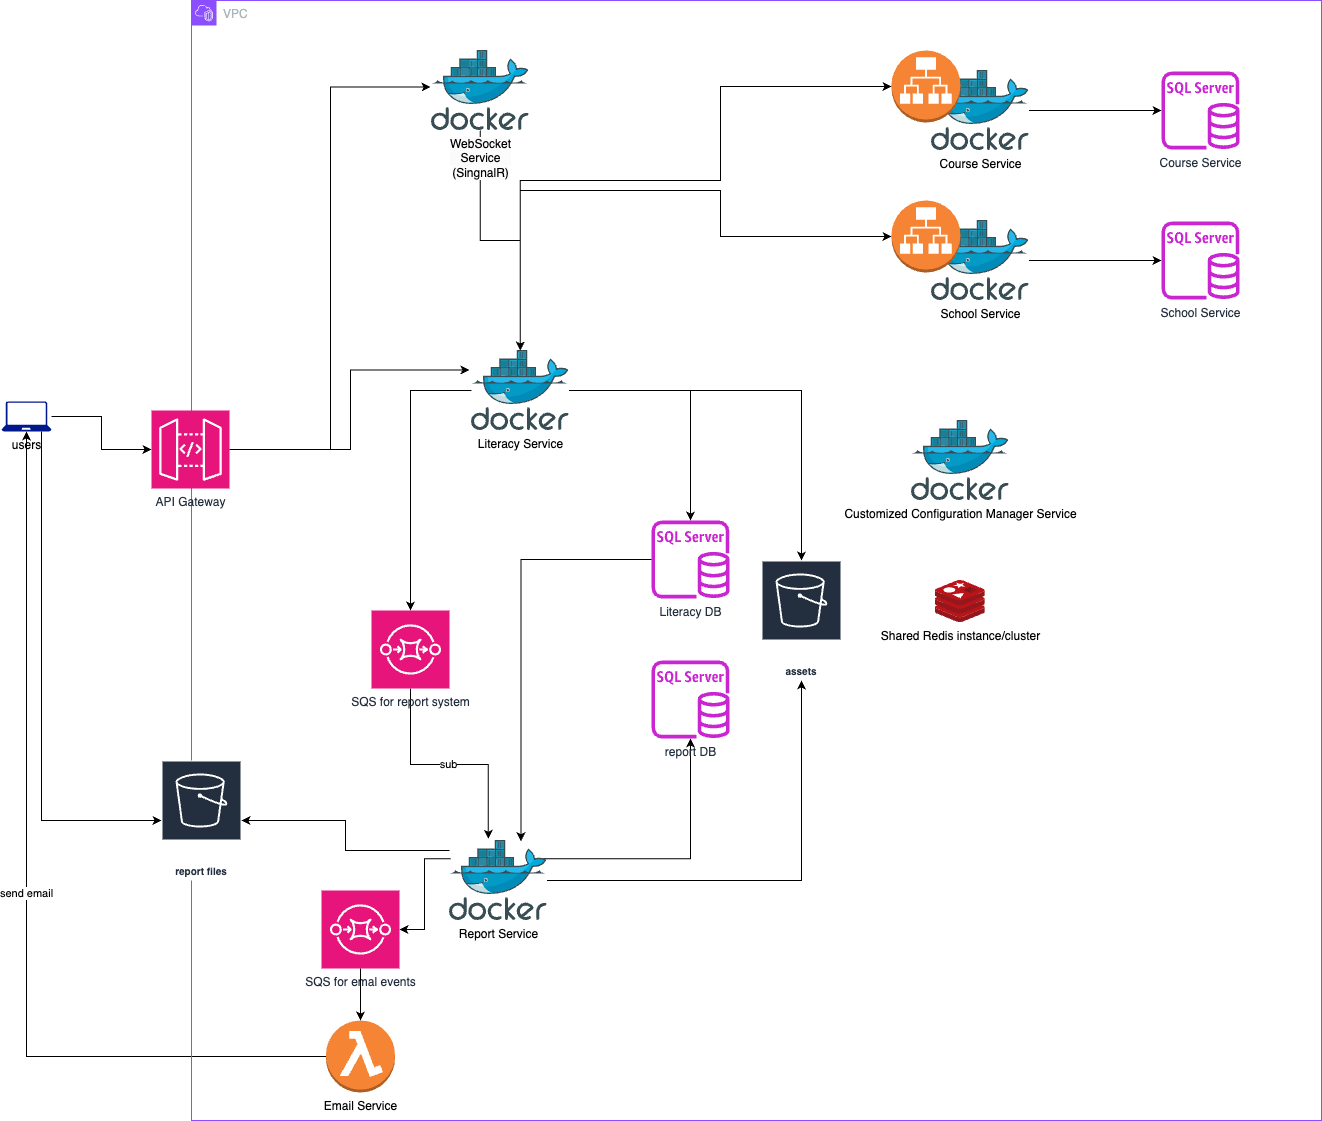 VPC
docker
WebSocket
Service
(SingnalR)
docker
Course Service
SQL Server
Course Service
docker
School Service
SQL Server
School Service
docker
Literacy Service
users
</>
API Gateway
docker
Customized Configuration Manager Service
SQL Server
Literacy DB
Shared Redis instance/cluster
assets
SQL Server
report DB
SQS for report system
sub
report files
send email
docker
Report Service
SQS for emal events
λ
Email Service